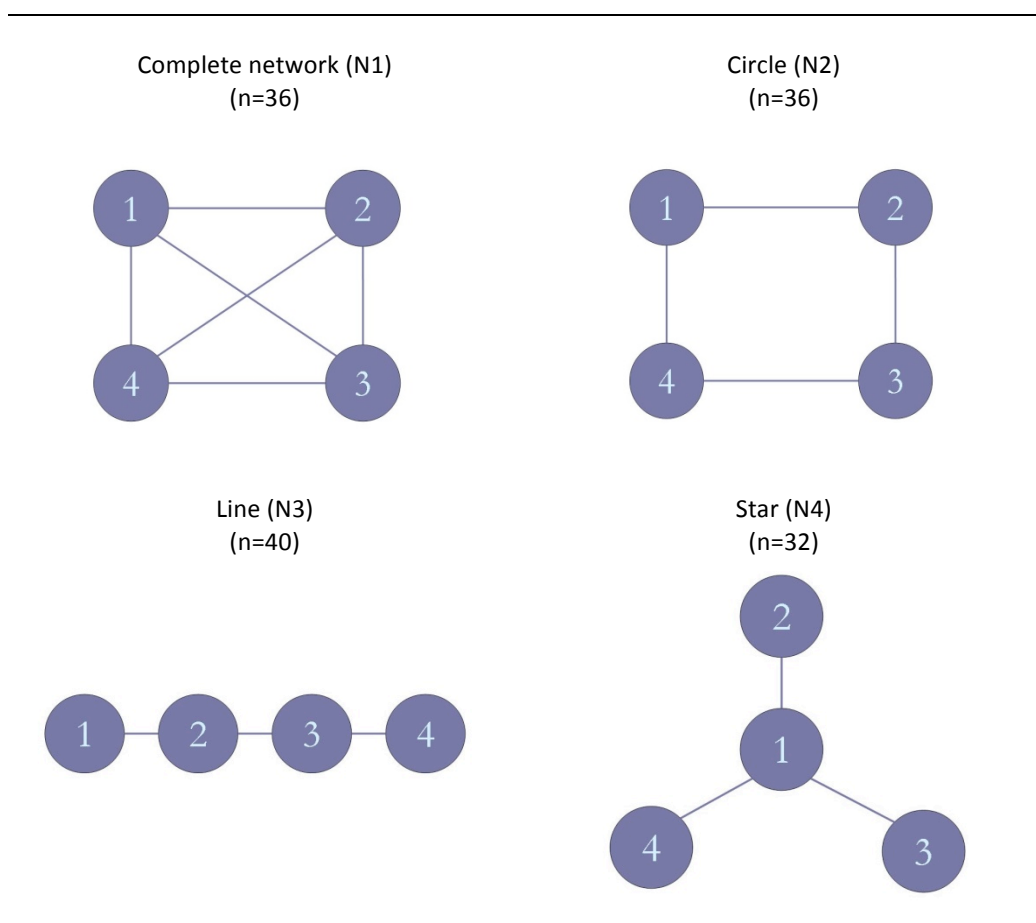 Complete network (N1)
(n=36)
1
2
4
3
Circle (N2)
(n=36)
1
2
4
3
Line (N3)
(n=40)
1 2 3 4
Star (N4)
(n=32)
2
1
4
3